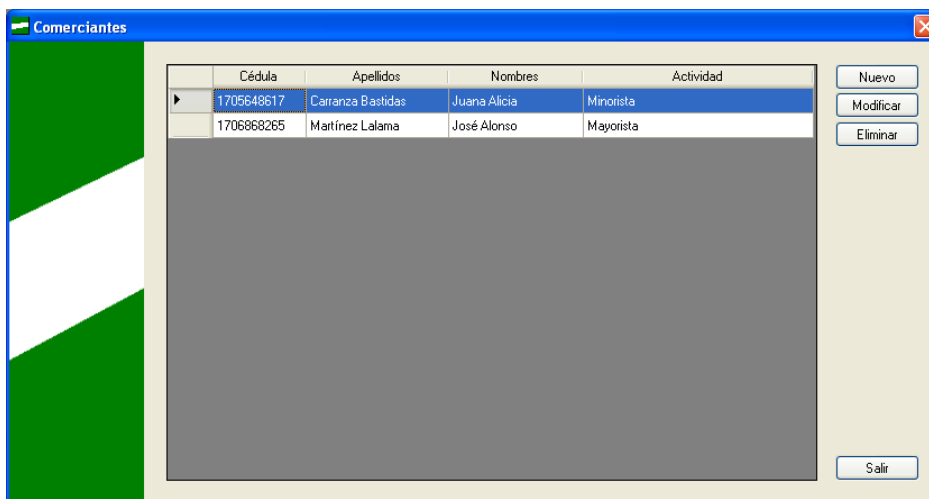 Comerciantes
Cédula Apellidos Nombres Actividad
1705648617 Carranza Bastidas Juana Alicia Minorista
1706868265 Martínez Lalama José Alonso Mayorista
Nuevo
Modificar
Eliminar
Salir